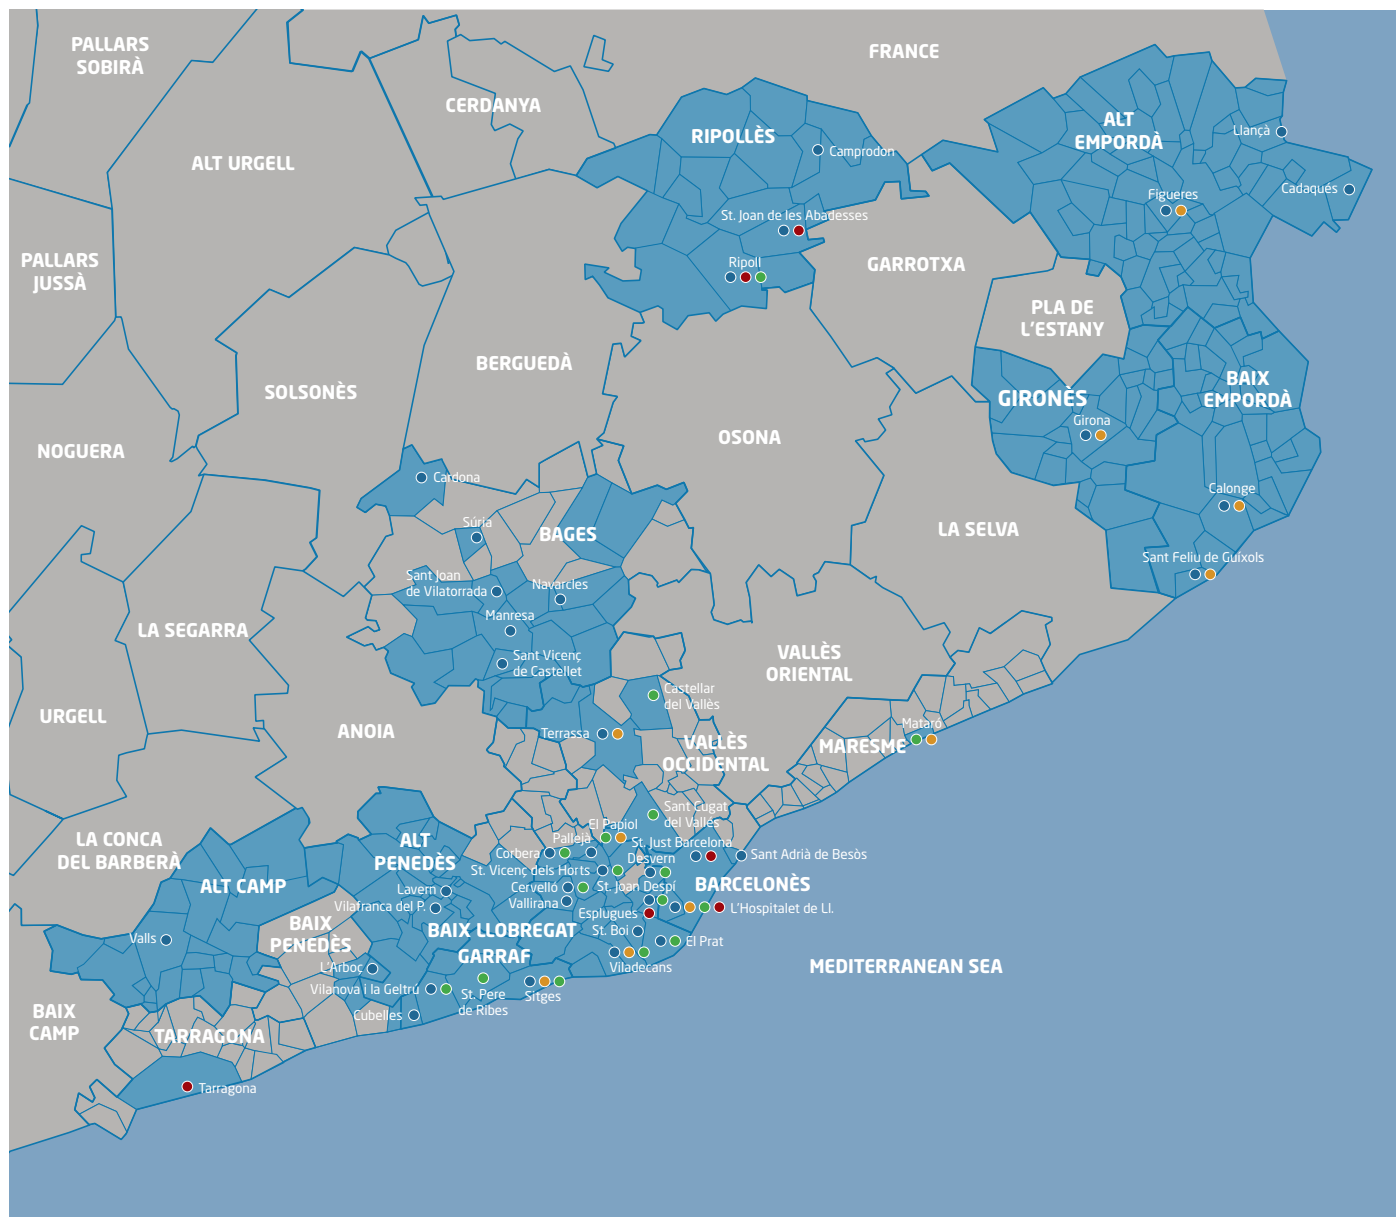 PALLARS
SOBIRÀ
FRANCE
CERDANYA
ALT URGELL
RIPOLLÈS
Camprodon
ALT
EMPORDÀ
Llançà
Cadaqués
Figueres
St. Joan de les Abadesses
Ripoll
GARROTXA
PALLARS
JUSSÀ
PLA DE
L'ESTANY
BERGUEDÀ
SOLSONÈS
GIRONÈS
BAIX
EMPORDÀ
Girona
NOGUERA
OSONA
Cardona
Calonge
Súria
BAGES
LA SELVA
Sant Feliu de Guíxols
Sant Joan
de Vilatorrada
Navarcles
Manresa
LA SEGARRA
Sant Vicenç
de Castellet
VALLÈS
ORIENTAL
Castellar
del Vallès
URGELL
ANOIA
Terrassa
VALLÈS
OCCIDENTAL
Mataró
MARESME
Sant Cugat
del Vallés
El Papiol
Pallejà
St. Just
Desvern
Barcelona
Corbera
Sant Adrià de Besòs
LA CONCA
DEL BARBERÀ
ALT
PENEDÈS
ALT CAMP
St. Vicenç dels Horts
Cervelló
St. Joan Despí
BARCELONÈS
Lavern
Vallirana
Vilafranca del P.
Esplugues
L'Hospitalet de Ll.
BAIX
PENEDÈS
BAIX LLOBREGAT
St. Boi
Valls
El Prat
GARRAF
L'Arboç
Viladecans
MEDITERRANEAN SEA
Vilanova i la Geltrú
St. Pere
de Ribes
Sitges
Cubelles
BAIX
CAMP
TARRAGONA
Tarragona